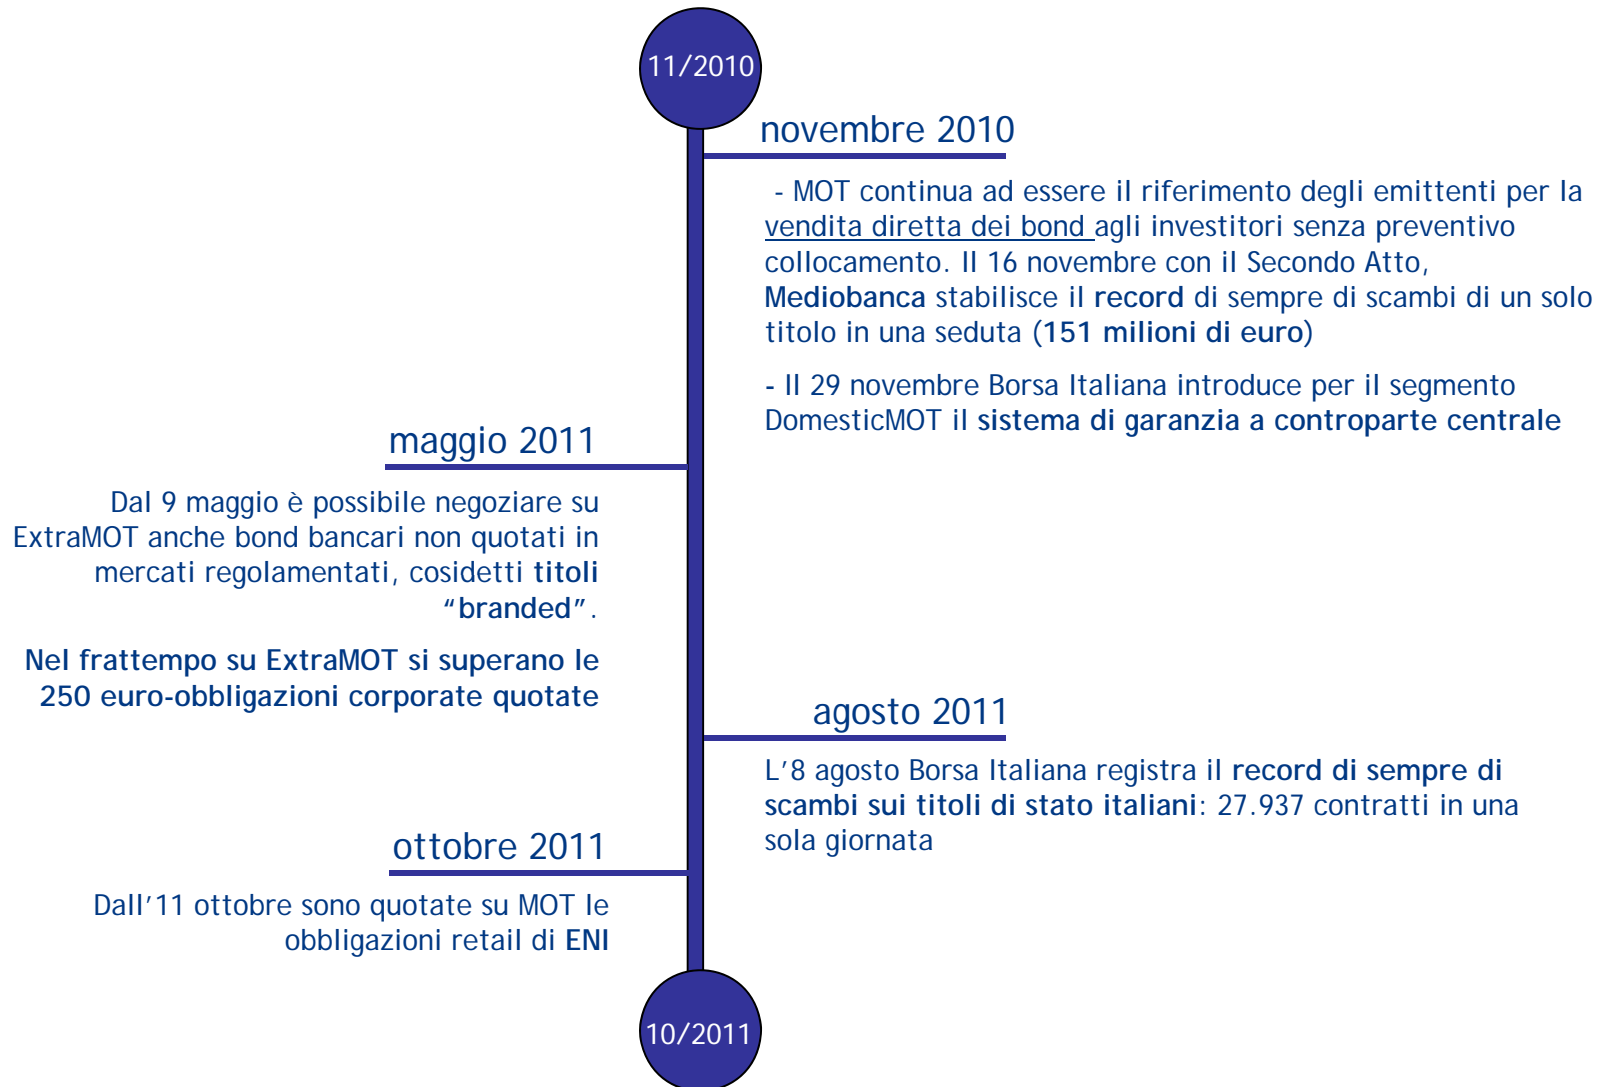 11/2010
novembre 2010
- MOT continua ad essere il riferimento degli emittenti per la
vendita diretta dei bond agli investitori senza preventivo
collocamento. Il 16 novembre con il Secondo Atto,
Mediobanca stabilisce il record di sempre di scambi di un solo
titolo in una seduta (151 milioni di euro)
- Il 29 novembre Borsa Italiana introduce per il segmento
DomesticMOT il sistema di garanzia a controparte centrale
maggio 2011
Dal 9 maggio è possibile negoziare su
ExtraMOT anche bond bancari non quotati in
mercati regolamentati, cosidetti titoli
“branded”.
Nel frattempo su ExtraMOT si superano le
250 euro-obbligazioni corporate quotate
agosto 2011
L’8 agosto Borsa Italiana registra il record di sempre di
scambi sui titoli di stato italiani: 27.937 contratti in una
sola giornata
ottobre 2011
Dall’11 ottobre sono quotate su MOT le
obbligazioni retail di ENI
10/2011